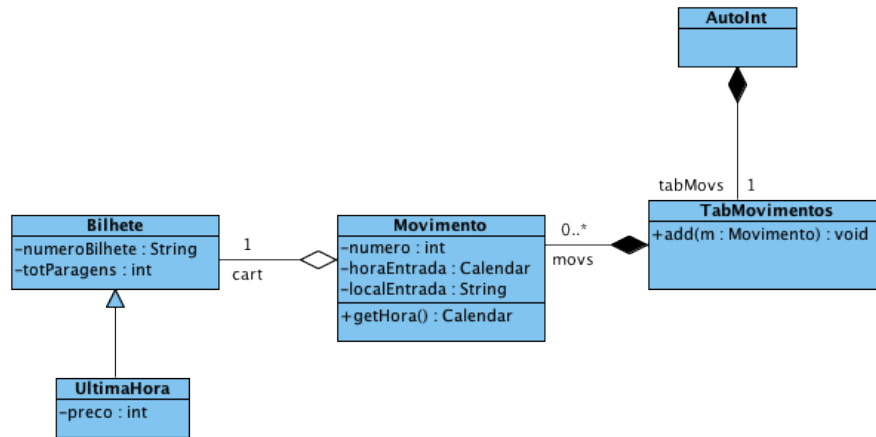 AutoInt
tabMovs 1
Bilhete
-numeroBilhete : String
-totParagens : int
1
cart
Movimento
-numero : int
-horaEntrada : Calendar
-localEntrada : String
+getHora() : Calendar
0..*
movs
TabMovimentos
+add(m : Movimento) : void
UltimaHora
-preco : int